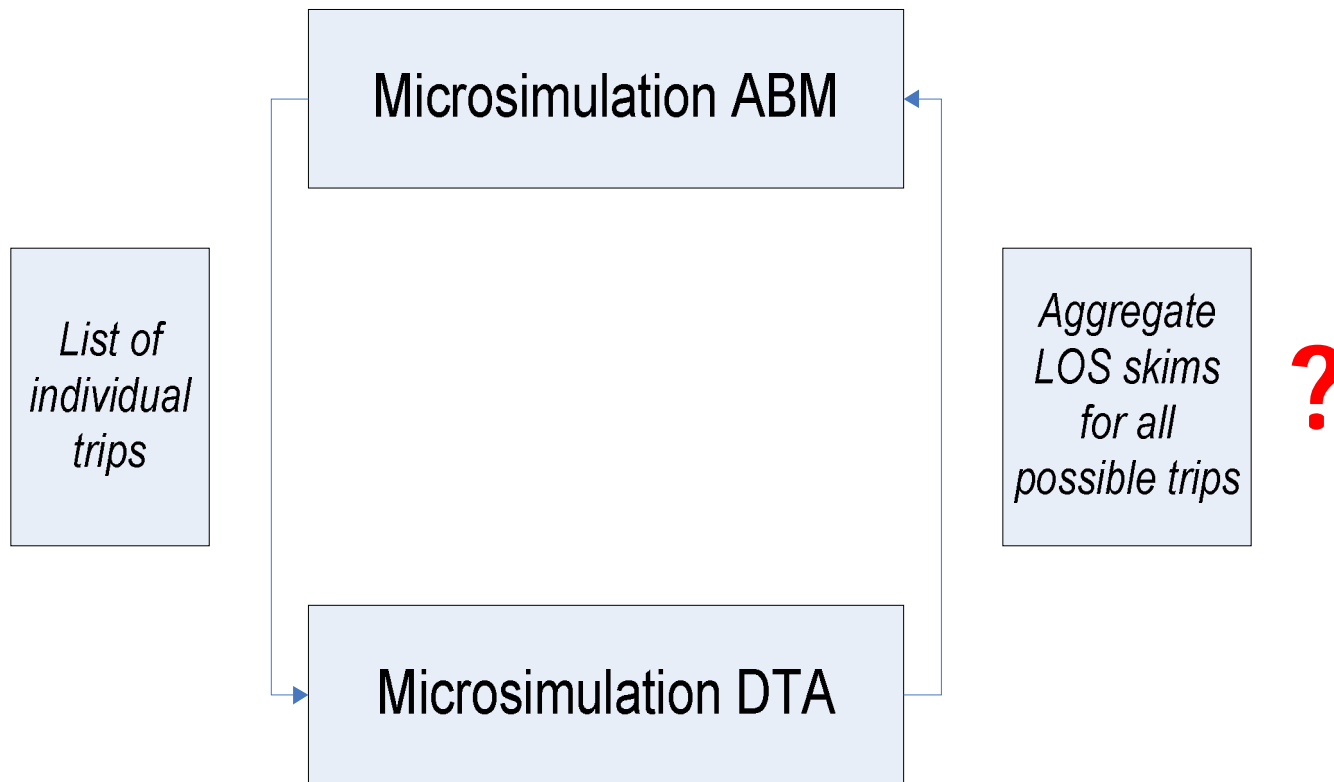 Microsimulation ABM
List of
individual
trips
Aggregate
LOS skims
for all
possible trips
?
Microsimulation DTA